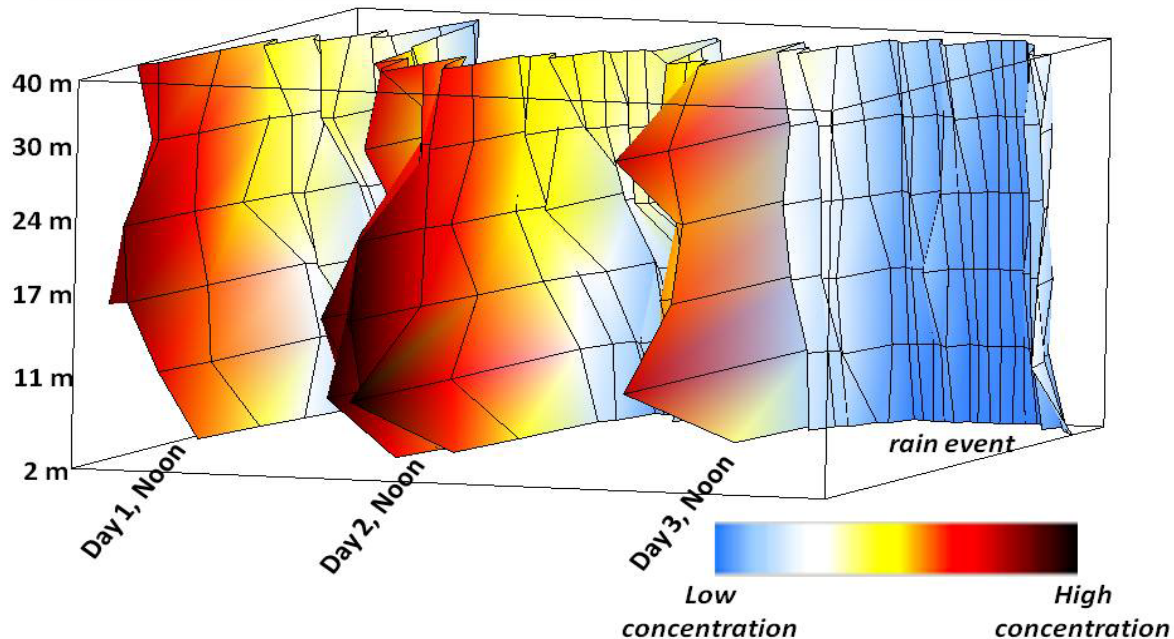 40 m
30 m
24 m
17 m
11 m
2 m
Day 1, Noon
Day 2, Noon
Day 3, Noon
rain event
Low
concentration
High
concentration